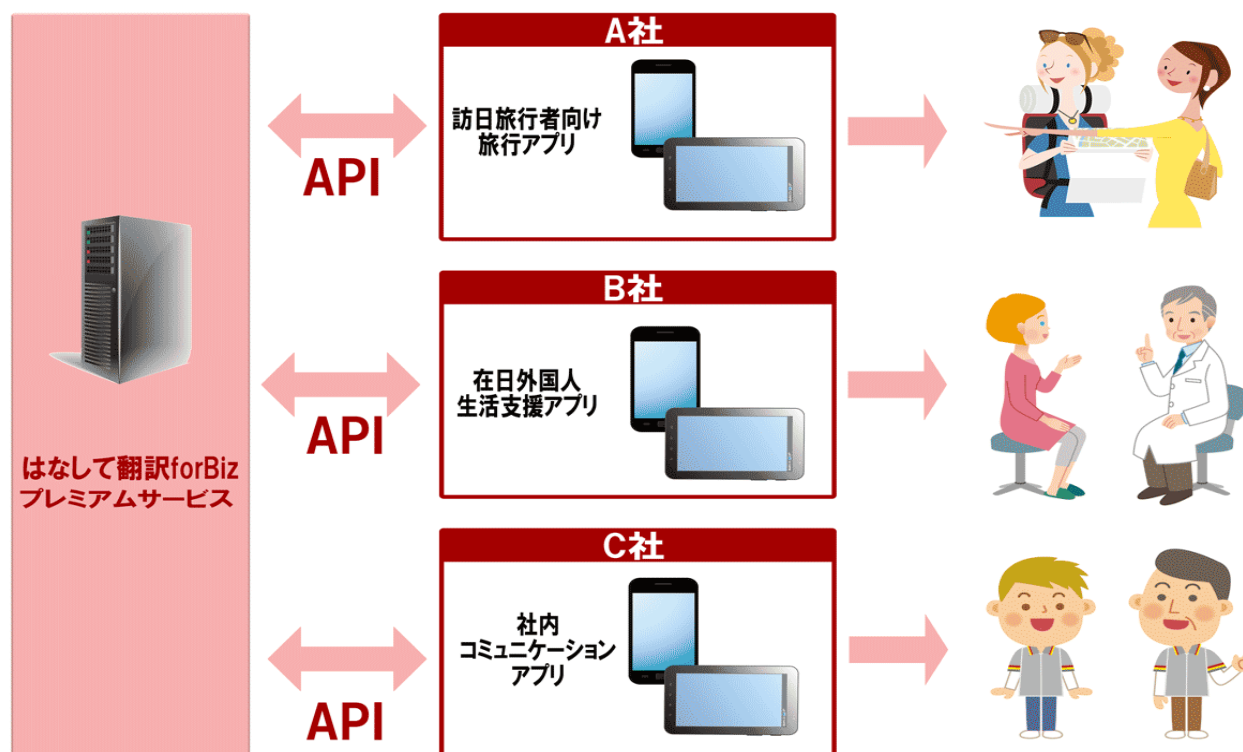 はなして翻訳forBiz
プレミアムサービス
API
A社
訪日旅行者向け
旅行アプリ
API
B社
在日外国人
生活支援アプリ
API
C社
社内
コミュニケーション
アプリ